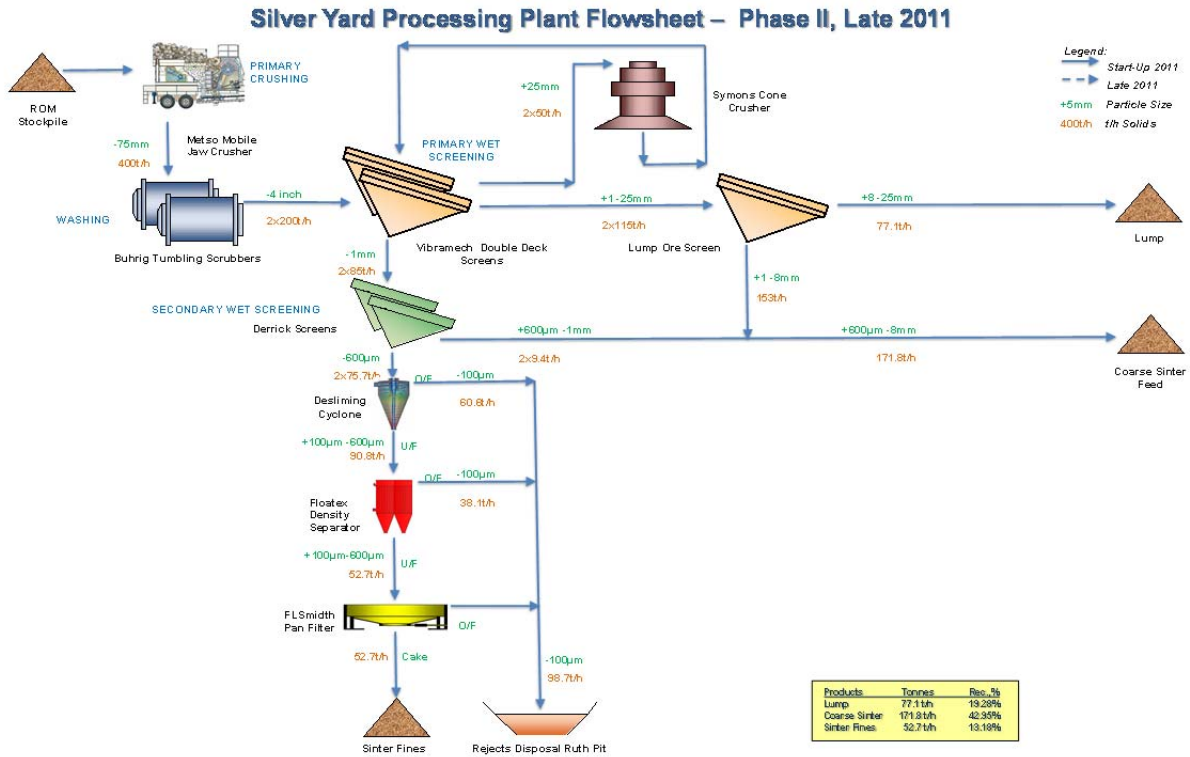 Silver Yard Processing Plant Flowsheet – Phase II, Late 2011
Legend:
Start-Up 2011
Late 2011
+5mm Particle Size
400t/h t/h Solids
PRIMARY
CRUSHING
ROM
Stockpile
Metso Mobile
Jaw Crusher
-75mm
400t/h
+25mm
2x50t/h
Symons Cone
Crusher
PRIMARY WET
SCREENING
WASHING
-4 inch
2x200t/h
Buhrig Tumbling Scrubbers
Vibramech Double Deck
Screens
+1 -25mm
2x115t/h
Lump Ore Screen
+8 -25mm
77.1t/h
Lump
-1mm
2x85t/h
+1 -8mm
153t/h
SECONDARY WET SCREENING
Derrick Screens
+600µm -1mm
2x9.4t/h
+600µm -8mm
171.8t/h
Coarse Sinter
Feed
-600µm
2x75.7t/h
O/F
-100µm
60.6t/h
Desliming
Cyclone
+100µm -600µm
90.8t/h
U/F
O/F
-100µm
38.1t/h
Floatex
Density
Separator
+100µm-600µm
52.7t/h
U/F
FLSmidth
Pan Filter
O/F
52.7t/h
Cake
-100µm
98.7t/h
Sinter Fines
Rejects Disposal Ruth Pit
Products Tonnes Rec.,%
Lump 77.1t/h 19.28%
Coarse Sinter 171.8t/h 42.95%
Sinter Fines 52.7t/h 13.18%